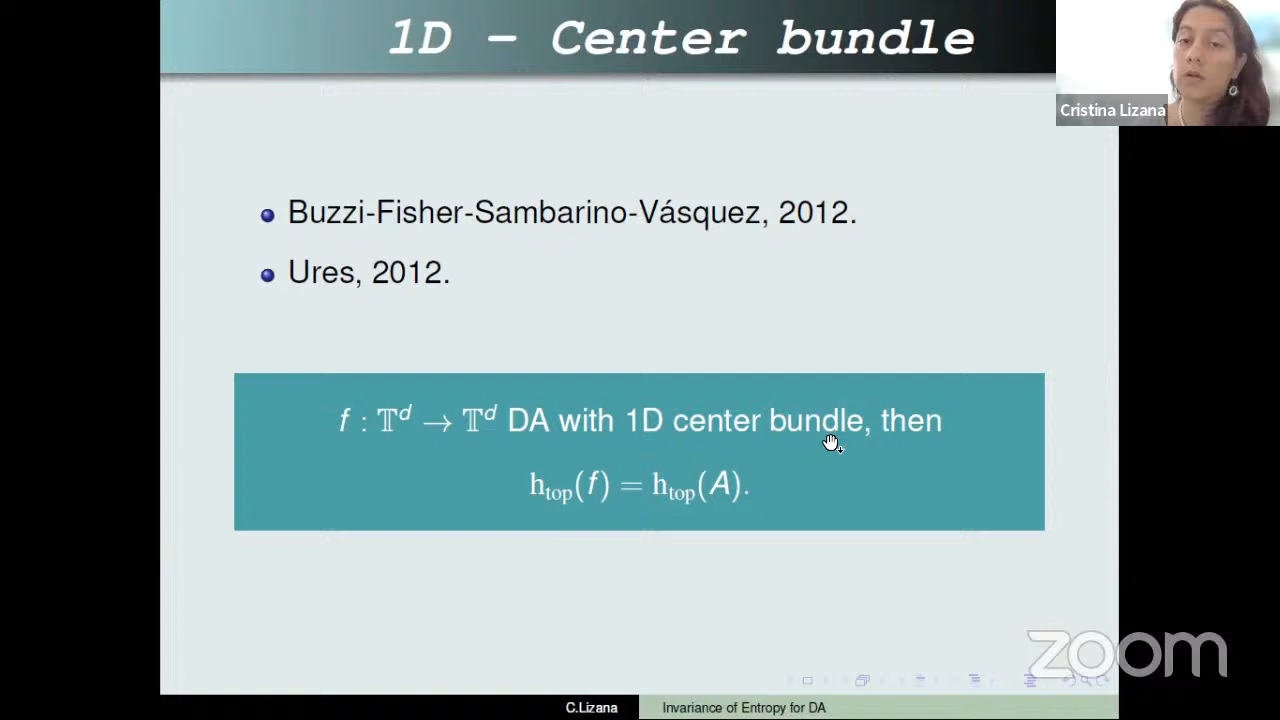 1D – Center bundle
Cristina Lizana
Buzzi-Fisher-Sambarino-Vásquez, 2012.
Ures, 2012.
f : 𝕋^d → 𝕋^d DA with 1D center bundle, then
h_top(f) = h_top(A).
zoom
C.Lizana
Invariance of Entropy for DA